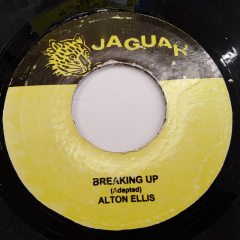 JAGUAR
BREAKING UP
(Adapted)
ALTON ELLIS